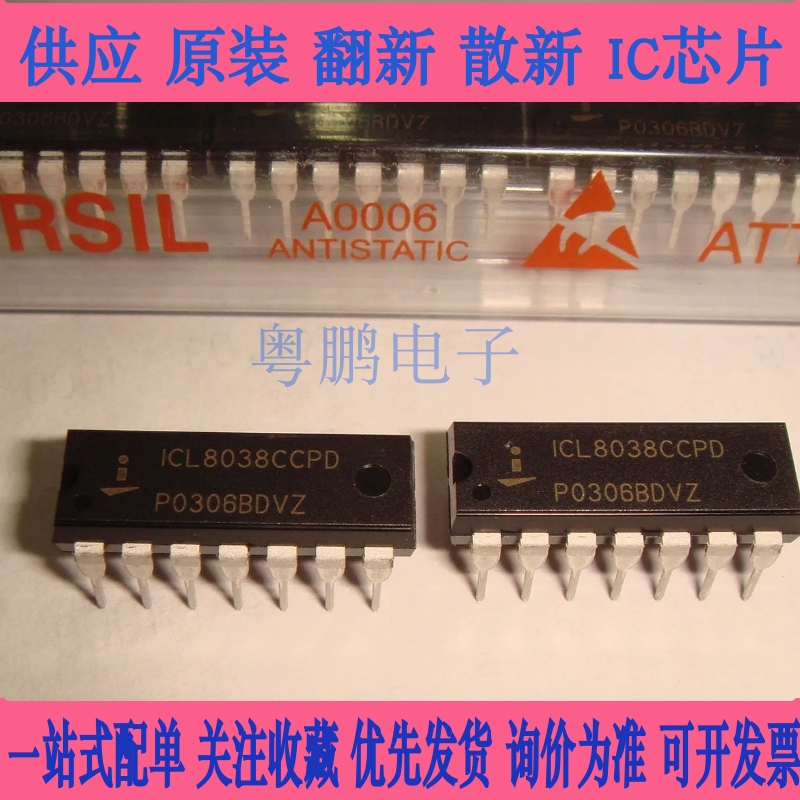 供应 原装 翻新 散新 IC芯片
0306BDVZ
P0306BDVZ
RSIL
A0006
ANTISTATIC
ATT
粤鹏电子
ICL8038CCPD
P0306BDVZ
ICL8038CCPD
P0306BDVZ
一站式配单 关注收藏 优先发货 询价为准 可开发票